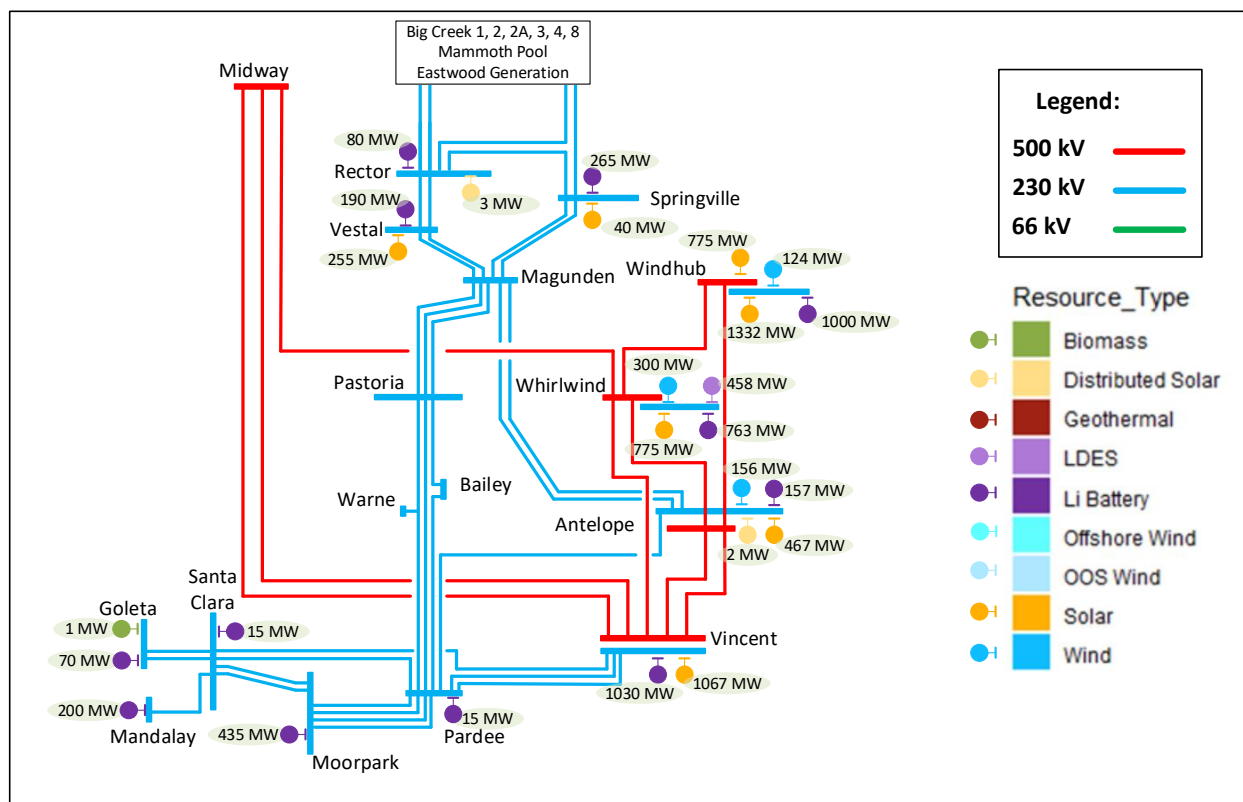 Big Creek 1, 2, 2A, 3, 4, 8
Mammoth Pool
Eastwood Generation
Midway
Legend:
500 kV
230 kV
66 kV
80 MW
Rector
3 MW
265 MW
Springville
40 MW
190 MW
Vestal
255 MW
Magunden
775 MW
Windhub
124 MW
1332 MW
1000 MW
Resource_Type
Biomass
Distributed Solar
Geothermal
LDES
Li Battery
Offshore Wind
OOS Wind
Solar
Wind
Pastoria
300 MW
Whirlwind
458 MW
775 MW
763 MW
Warne
Bailey
156 MW
157 MW
Antelope
2 MW
467 MW
Santa
Clara
Goleta
1 MW
15 MW
70 MW
200 MW
Mandalay
435 MW
Moorpark
15 MW
Pardee
Vincent
1030 MW
1067 MW